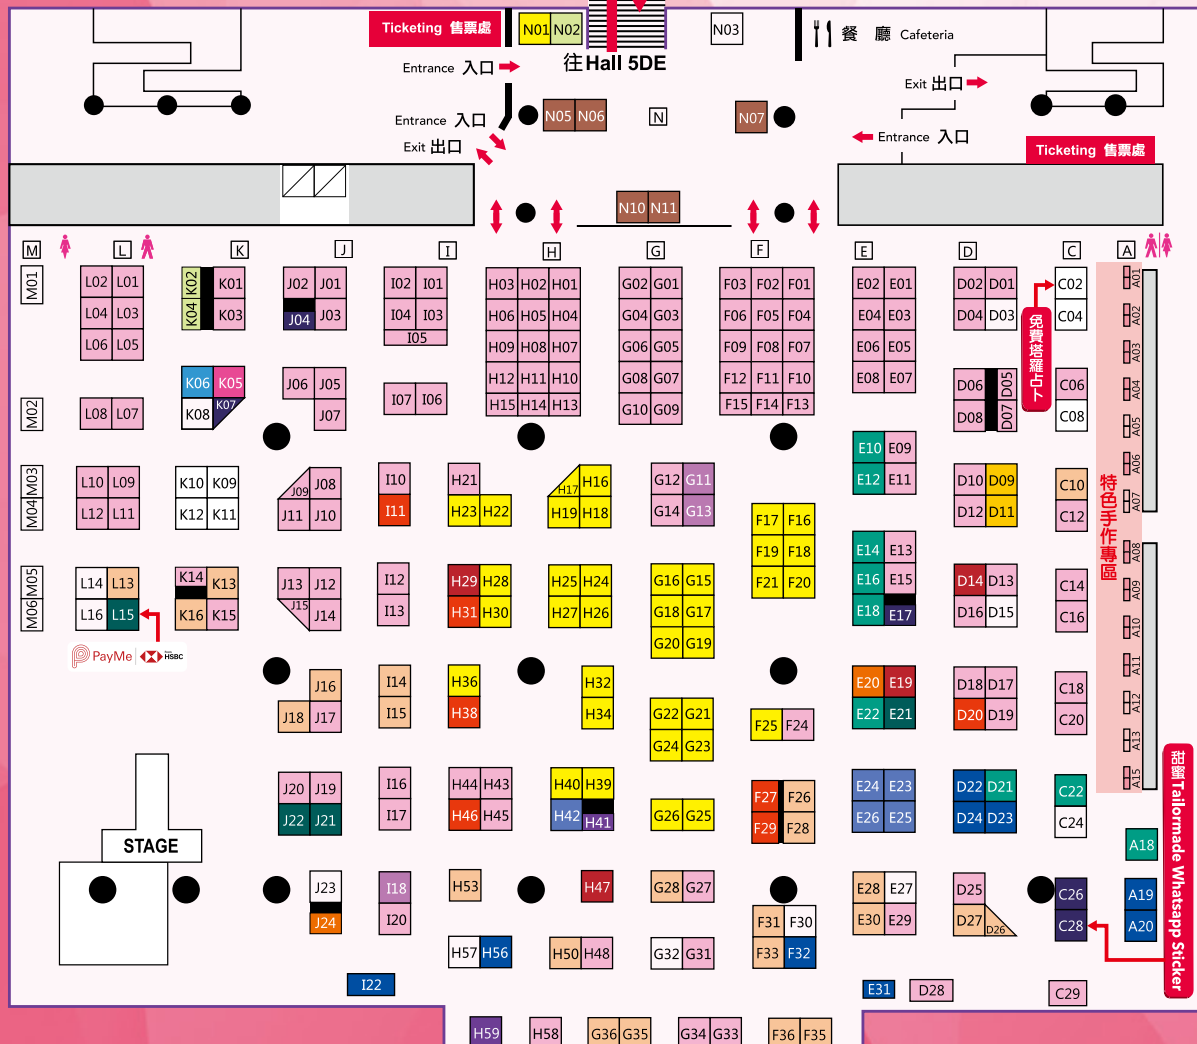 Ticketing 售票處
N01 N02
N03
餐 廳 Cafeteria
往Hall 5DE
Entrance 入口
Exit 出口
N05 N06
N
N07
Entrance 入口
Exit 出口
Entrance 入口
Ticketing 售票處
N10 N11
M L K J I H G F E D C A
M01 L02 L01 K02 K01 J02 J01 I02 I01 H03 H02 H01 G02 G01 F03 F02 F01 E02 E01 D02 D01 C02 A01
L04 L03 K04 K03 J04 J03 I04 I03 H06 H05 H04 G04 G03 F06 F05 F04 E04 E03 D04 D03 C04 A02
L06 L05 I05 H09 H08 H07 G06 G05 F09 F08 F07 E06 E05 A03
免費塔羅占卜
K06 K05 J06 J05 I07 I06 H12 H11 H10 G08 G07 F12 F11 F10 E08 E07 D06 D05 C06 A04
M02 L08 L07 K08 K07 J07 H15 H14 H13 G10 G09 F15 F14 F13 D08 D07 C08 A05
E10 E09 A06
M03 L10 L09 K10 K09 J09 J08 I10 H21 H17 H16 G12 G11 E12 E11 D10 D09 C10 A07
M04 L12 L11 K12 K11 J11 J10 I11 H23 H22 H19 H18 G14 G13 F17 F16 D12 D11 C12
特色手作專區
F19 F18 E14 E13 A08
M05 L14 L13 K14 K13 J13 J12 I12 H29 H28 H25 H24 G16 G15 F21 F20 E16 E15 D14 D13 C14 A09
M06 L16 L15 K16 K15 J15 J14 I13 H31 H30 H27 H26 G18 G17 E18 E17 D16 D15 C16 A10
G20 G19
PayMe HSBC
A11
J16 I14 H36 H32 E20 E19 D18 D17 C18 A12
J18 J17 I15 H38 H34 G22 G21 F25 F24 E22 E21 D20 D19 C20 A13
G24 G23
J20 J19 I16 H44 H43 H40 H39 F27 F26 E24 E23 D22 D21 C22 A15
J22 J21 I17 H46 H45 H42 H41 G26 G25 F29 F28 E26 E25 D24 D23 C24
STAGE
A18
甜蜜Tailormade Whatsapp Sticker
J23 I18 H53 H47 G28 G27 E28 E27 D25 C26 A19
J24 I20 F31 F30 E30 E29 D27 D26 C28 A20
H57 H56 H50 H48 G32 G31 F33 F32
I22 E31 D28 C29
H59 H58 G36 G35 G34 G33 F36 F35